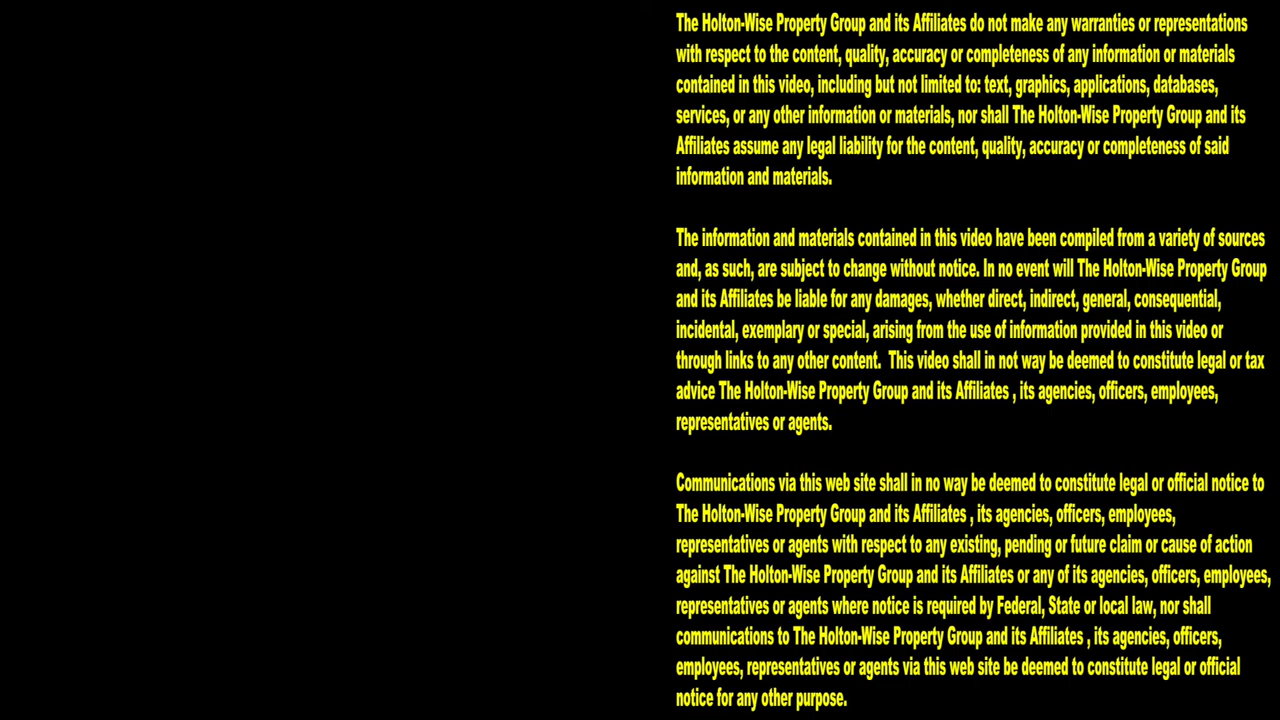 The Holton-Wise Property Group and its Affiliates do not make any warranties or representations
with respect to the content, quality, accuracy or completeness of any information or materials
contained in this video, including but not limited to: text, graphics, applications, databases,
services, or any other information or materials, nor shall The Holton-Wise Property Group and its
Affiliates assume any legal liability for the content, quality, accuracy or completeness of said
information and materials.
The information and materials contained in this video have been compiled from a variety of sources
and, as such, are subject to change without notice. In no event will The Holton-Wise Property Group
and its Affiliates be liable for any damages, whether direct, indirect, general, consequential,
incidental, exemplary or special, arising from the use of information provided in this video or
through links to any other content.  This video shall in not way be deemed to constitute legal or tax
advice The Holton-Wise Property Group and its Affiliates , its agencies, officers, employees,
representatives or agents.
Communications via this web site shall in no way be deemed to constitute legal or official notice to
The Holton-Wise Property Group and its Affiliates , its agencies, officers, employees,
representatives or agents with respect to any existing, pending or future claim or cause of action
against The Holton-Wise Property Group and its Affiliates or any of its agencies, officers, employees,
representatives or agents where notice is required by Federal, State or local law, nor shall
communications to The Holton-Wise Property Group and its Affiliates , its agencies, officers,
employees, representatives or agents via this web site be deemed to constitute legal or official
notice for any other purpose.